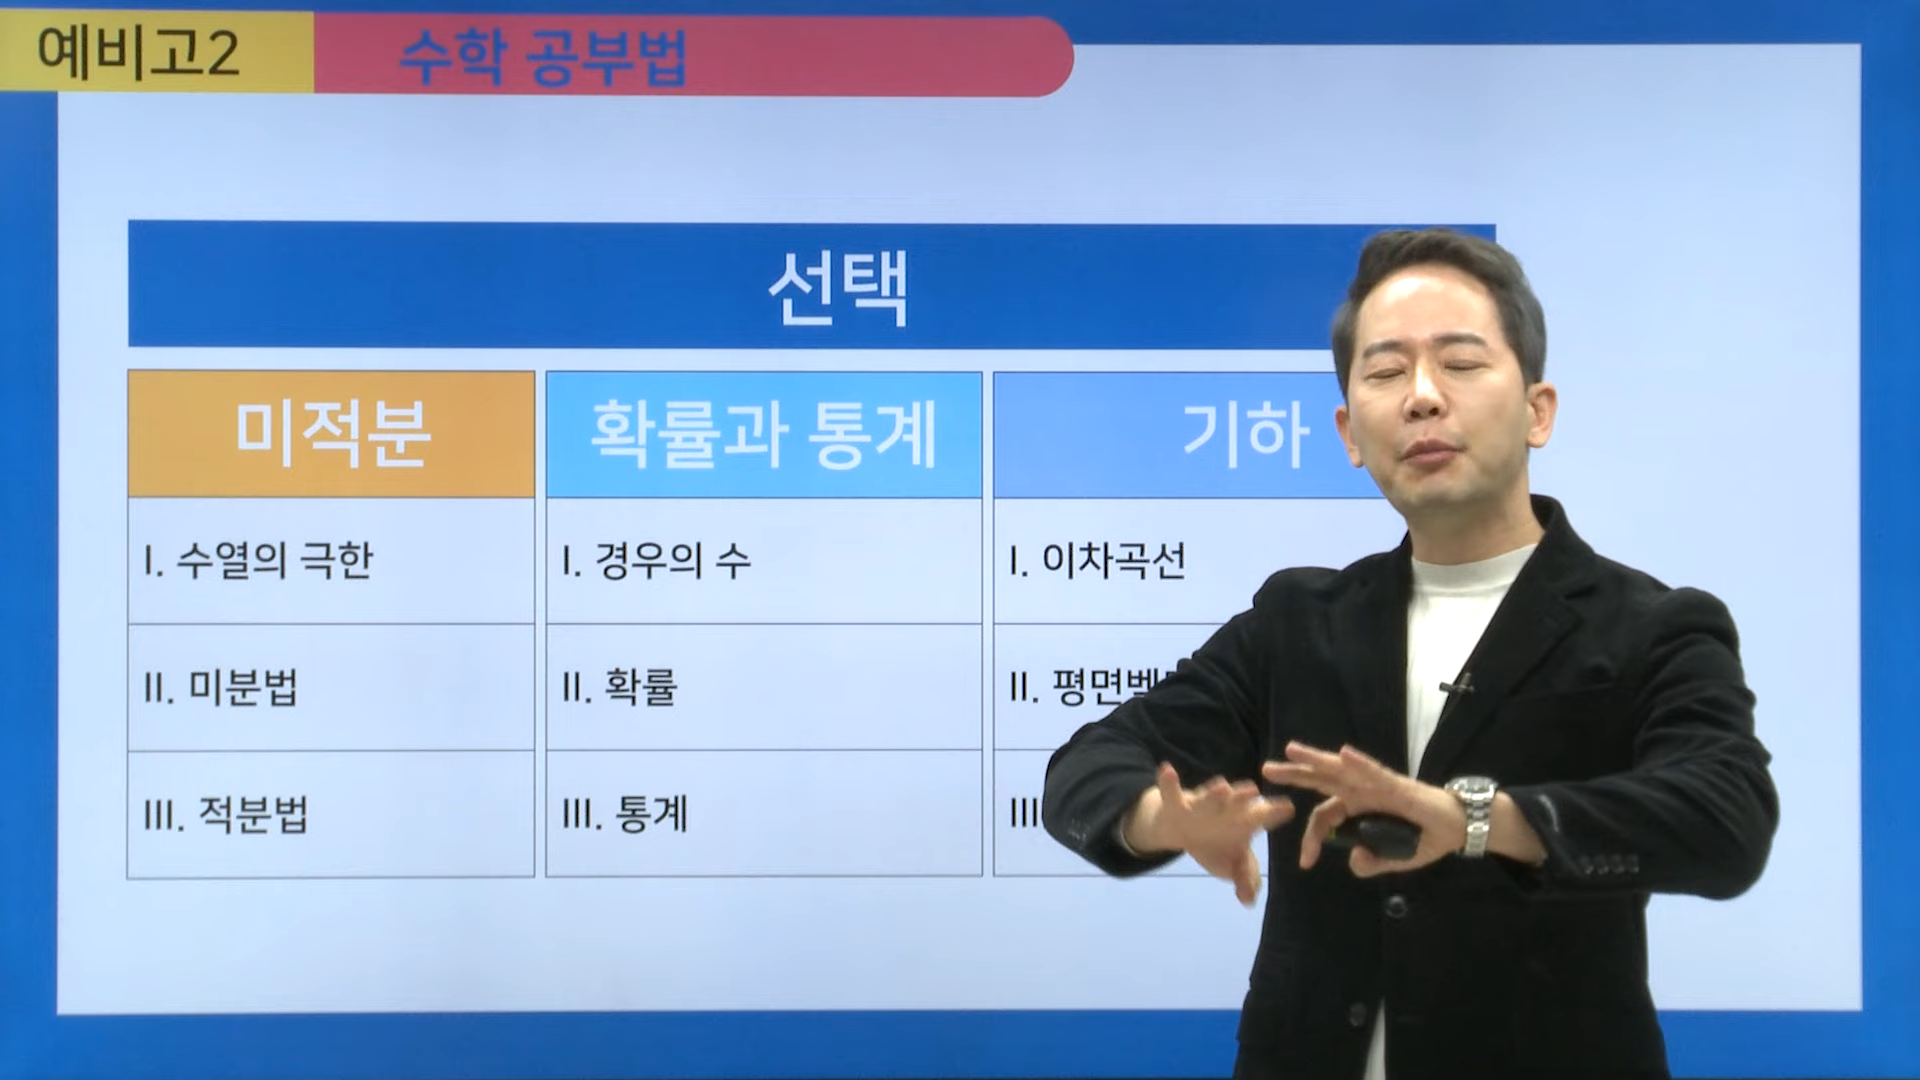 예비고2
수학 공부법
선택
미적분
확률과 통계
기하
I. 수열의 극한
I. 경우의 수
I. 이차곡선
II. 미분법
II. 확률
II.
III. 적분법
III. 통계
III